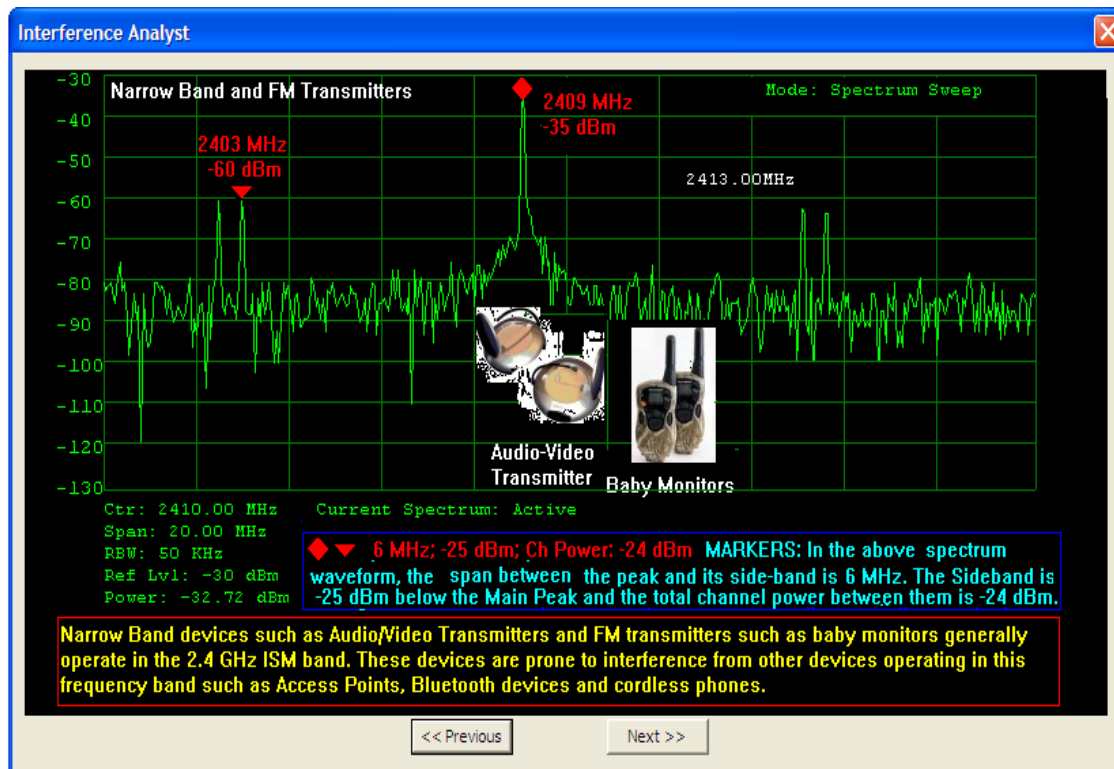 Interference Analyst
Narrow Band and FM Transmitters
Mode: Spectrum Sweep
2409 MHz
-35 dBm
2403 MHz
-60 dBm
2413.00MHz
-30
-40
-50
-60
-70
-80
-90
-100
-110
-120
-130
Audio-Video
Transmitter
Baby Monitors
Ctr: 2410.00 MHz
Span: 20.00 MHz
RBW: 50 KHz
Ref Lvl: -30 dBm
Power: -32.72 dBm
Current Spectrum: Active
6 MHz; -25 dBm; Ch Power: -24 dBm MARKERS: In the above spectrum
waveform, the span between the peak and its side-band is 6 MHz. The Sideband is
-25 dBm below the Main Peak and the total channel power between them is -24 dBm.
Narrow Band devices such as Audio/Video Transmitters and FM transmitters such as baby monitors generally
operate in the 2.4 GHz ISM band. These devices are prone to interference from other devices operating in this
frequency band such as Access Points, Bluetooth devices and cordless phones.
<< Previous
Next >>